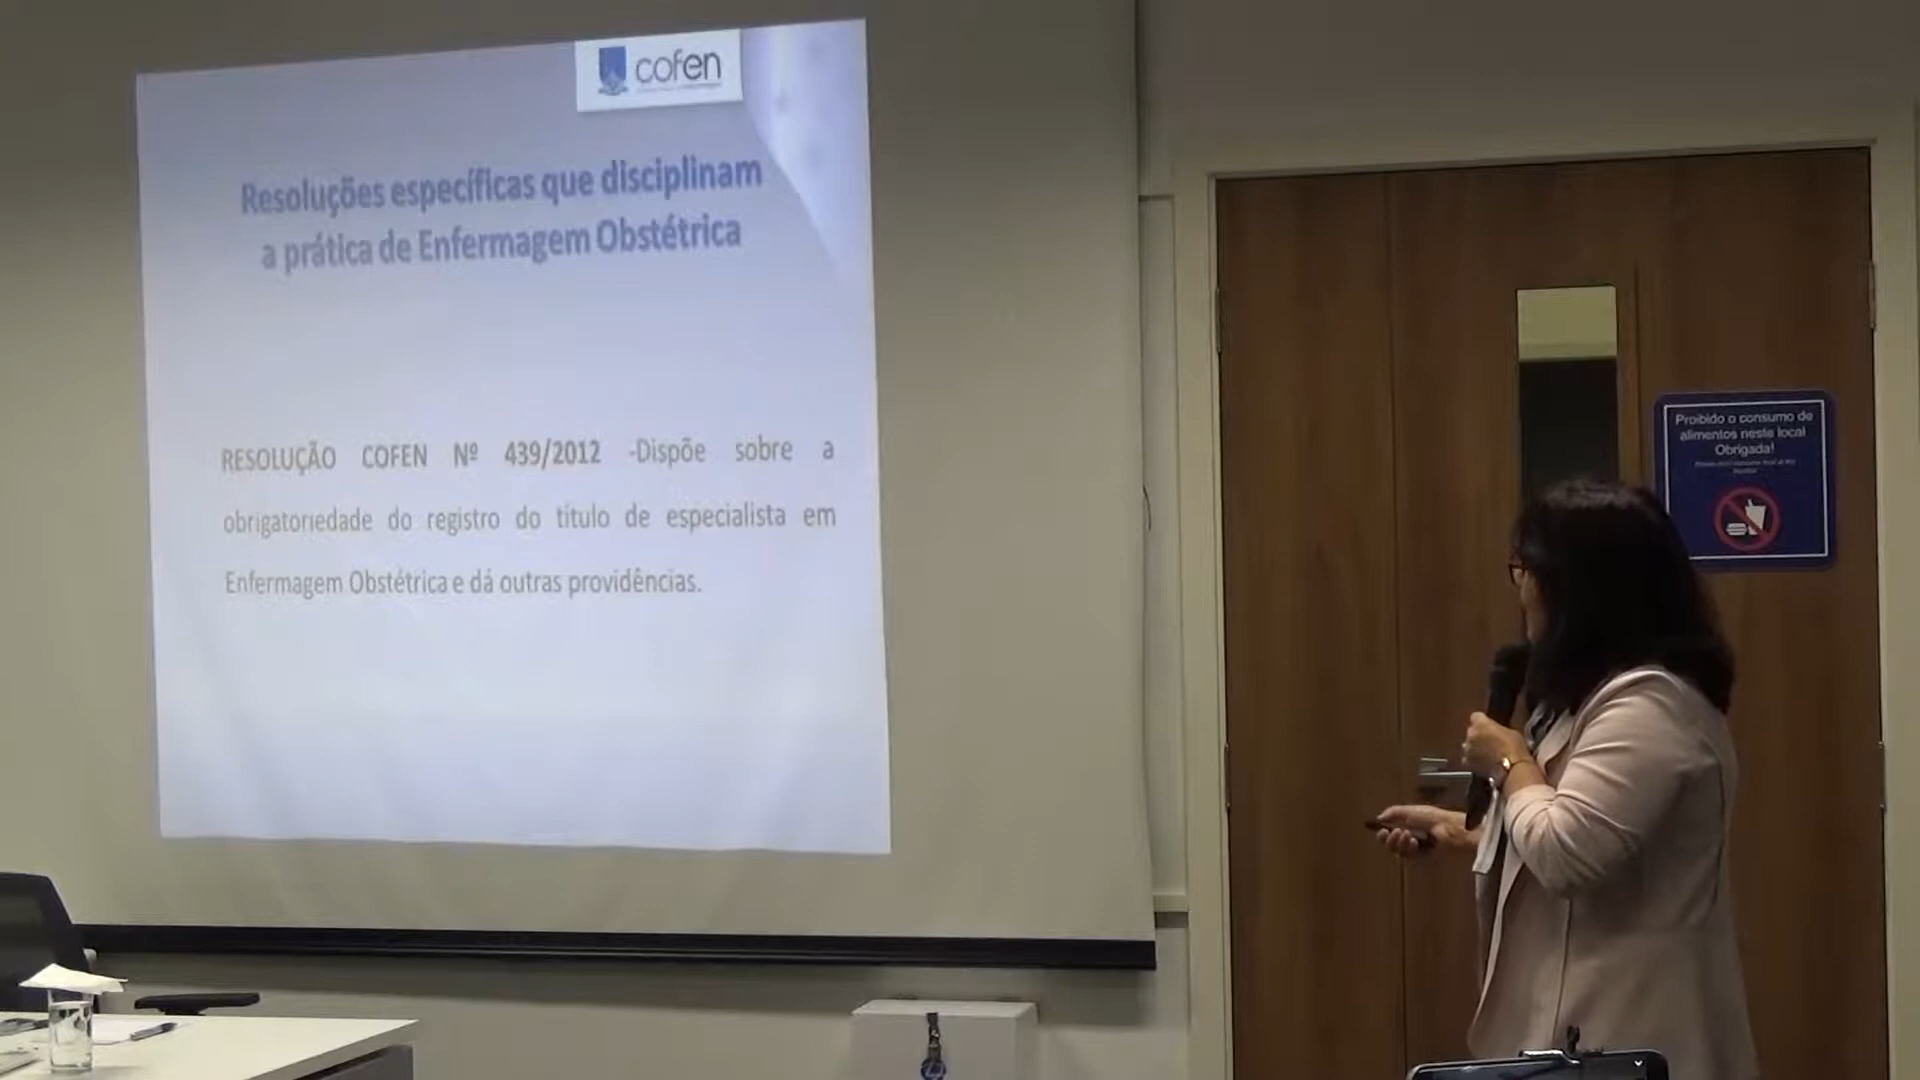 cofen
Resoluções específicas que disciplinam
a prática de Enfermagem Obstétrica
RESOLUÇÃO COFEN Nº 439/2012 -Dispõe sobre a
obrigatoriedade do registro do título de especialista em
Enfermagem Obstétrica e dá outras providências.
Proibido o consumo de
alimentos neste local
Obrigada!